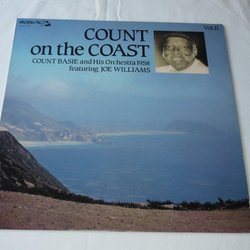 Vol. II
COUNT
on the COAST
COUNT BASIE and His Orchestra 1958
featuring JOE WILLIAMS